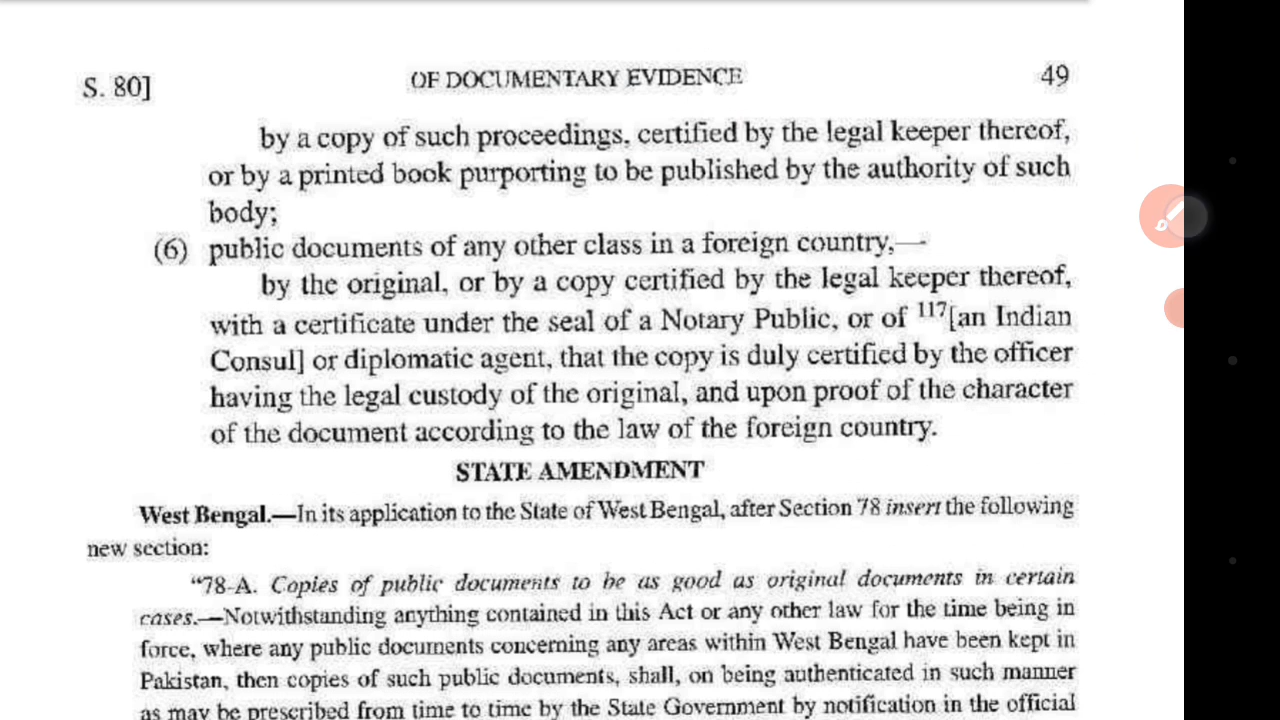 S. 80] OF DOCUMENTARY EVIDENCE 49
by a copy of such proceedings, certified by the legal keeper thereof,
or by a printed book purporting to be published by the authority of such
body;
(6) public documents of any other class in a foreign country,—
by the original, or by a copy certified by the legal keeper thereof,
with a certificate under the seal of a Notary Public, or of 117[an Indian
Consul] or diplomatic agent, that the copy is duly certified by the officer
having the legal custody of the original, and upon proof of the character
of the document according to the law of the foreign country.
STATE AMENDMENT
West Bengal.—In its application to the State of West Bengal, after Section 78 insert the following
new section:
“78-A. Copies of public documents to be as good as original documents in certain
cases.—Notwithstanding anything contained in this Act or any other law for the time being in
force, where any public documents concerning any areas within West Bengal have been kept in
Pakistan, then copies of such public documents, shall, on being authenticated in such manner
as may be prescribed from time to time by the State Government by notification in the official